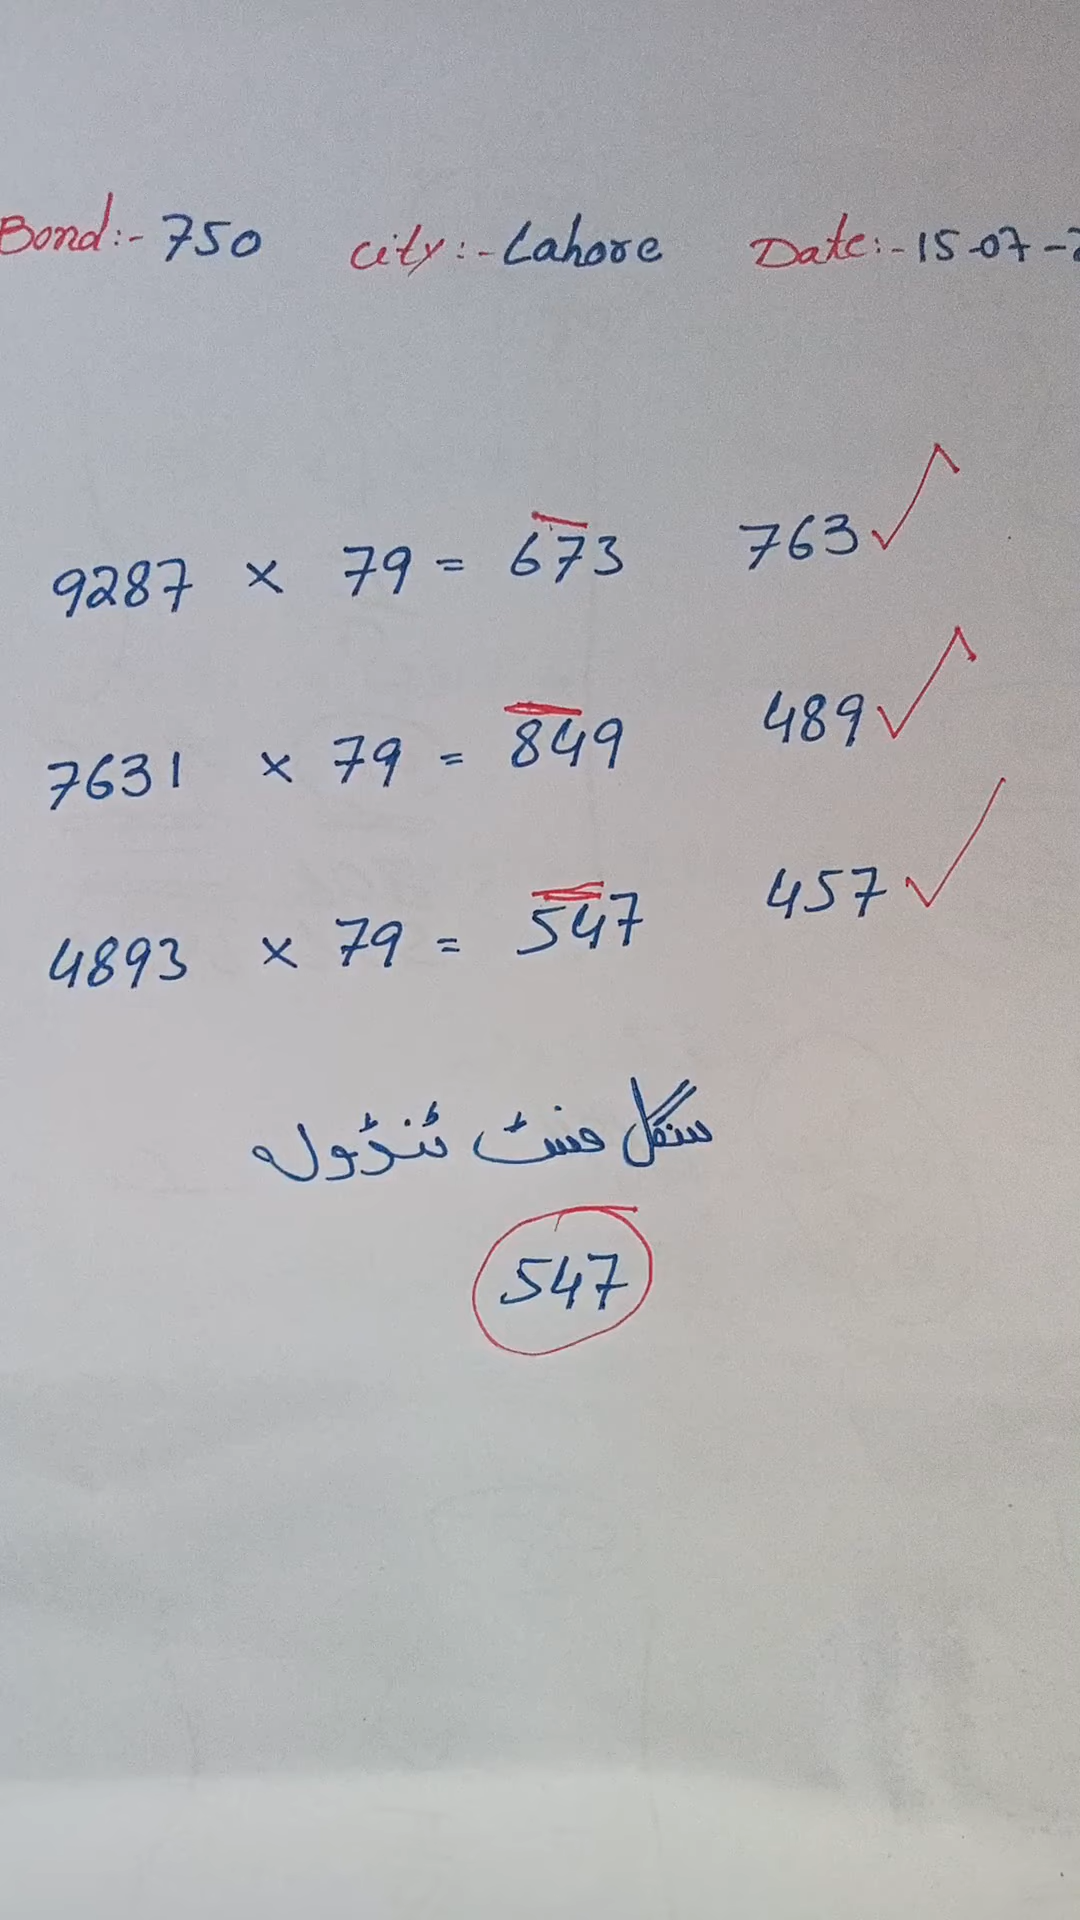 Bond:- 750 City:- Lahore Date:- 15-07-
9287 × 79 = 673 763
7631 × 79 = 849 489
4893 × 79 = 547 457
سنگل فسٹ ٹنڈولہ
547